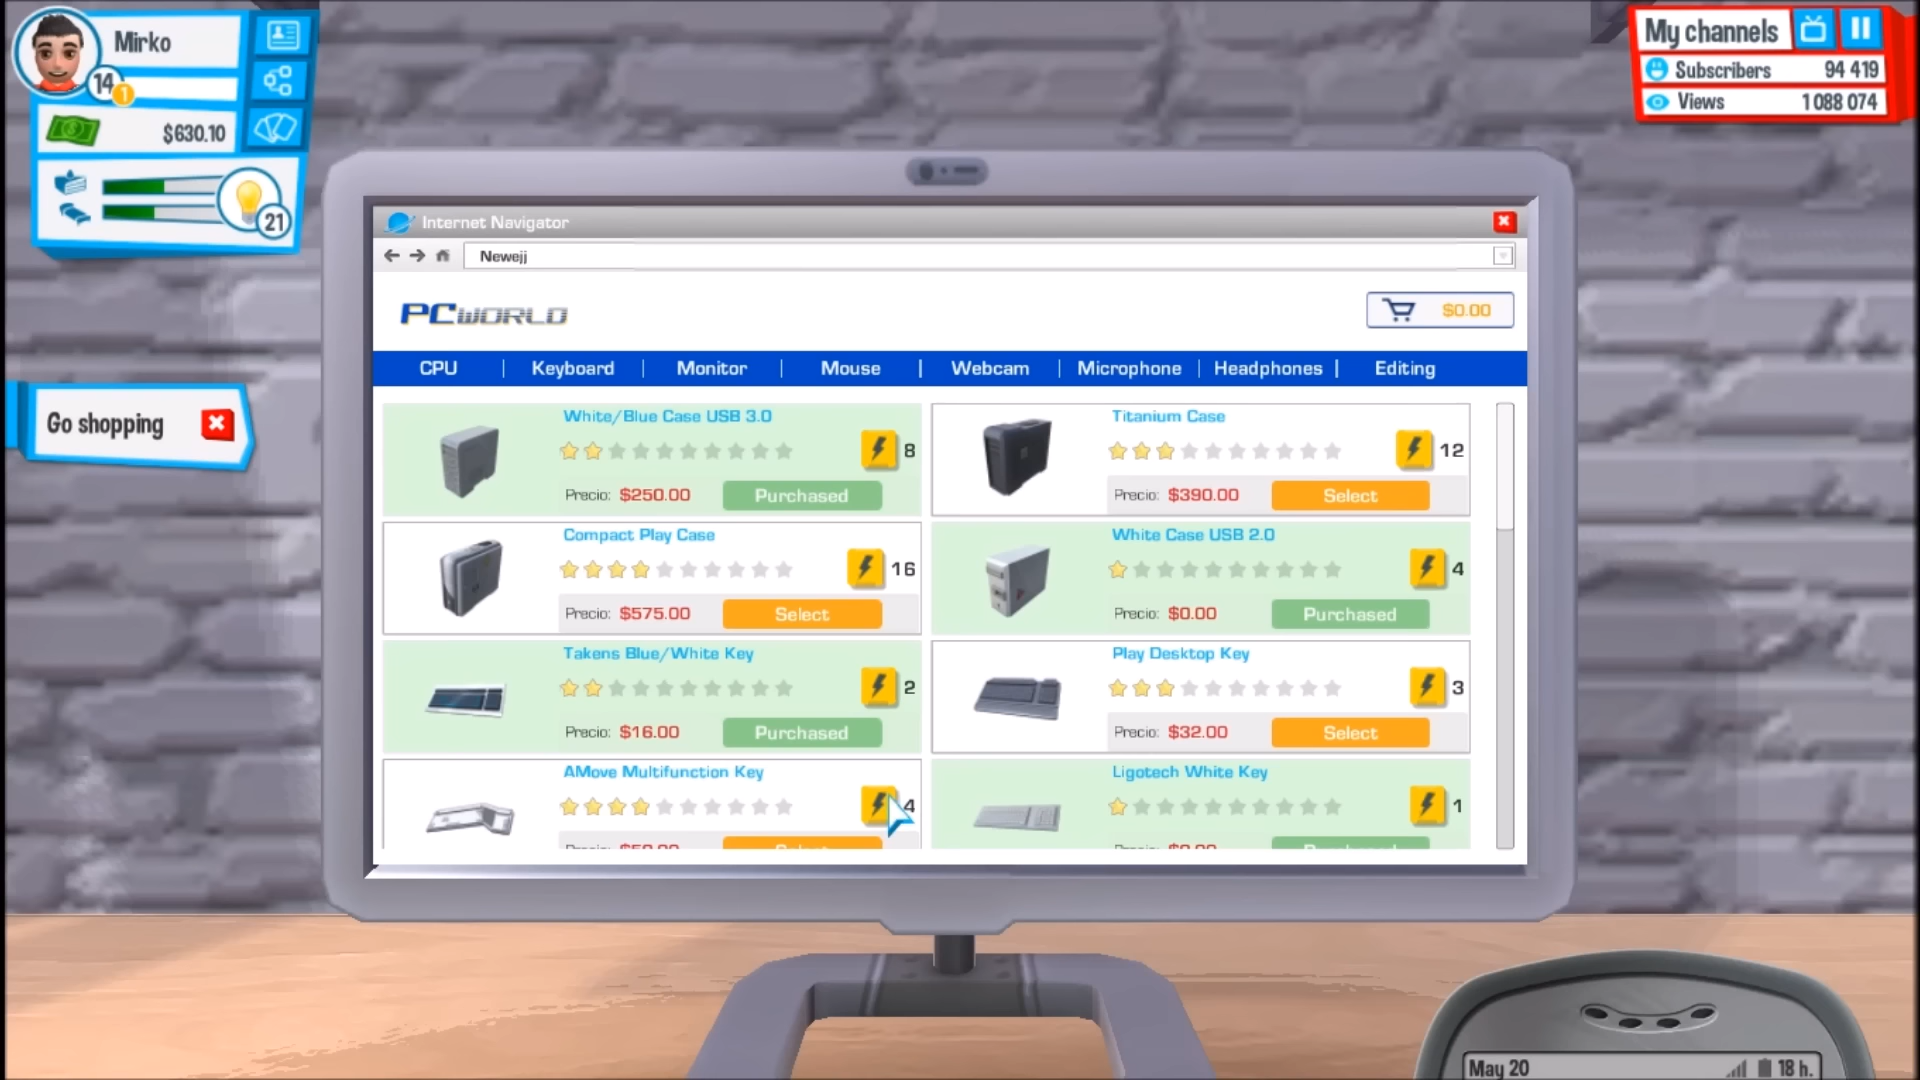 Mirko
14
1
$630.10
21
My channels
Subscribers 94 419
Views 1 088 074
Go shopping
Internet Navigator
Newejj
PCWORLD
$0.00
CPU | Keyboard | Monitor | Mouse | Webcam | Microphone | Headphones | Editing
White/Blue Case USB 3.0
8
Precio: $250.00 Purchased
Titanium Case
12
Precio: $390.00 Select
Compact Play Case
16
Precio: $575.00 Select
White Case USB 2.0
4
Precio: $0.00 Purchased
Takens Blue/White Key
2
Precio: $16.00 Purchased
Play Desktop Key
3
Precio: $32.00 Select
AMove Multifunction Key
4
Ligotech White Key
1
May 20 18 h.